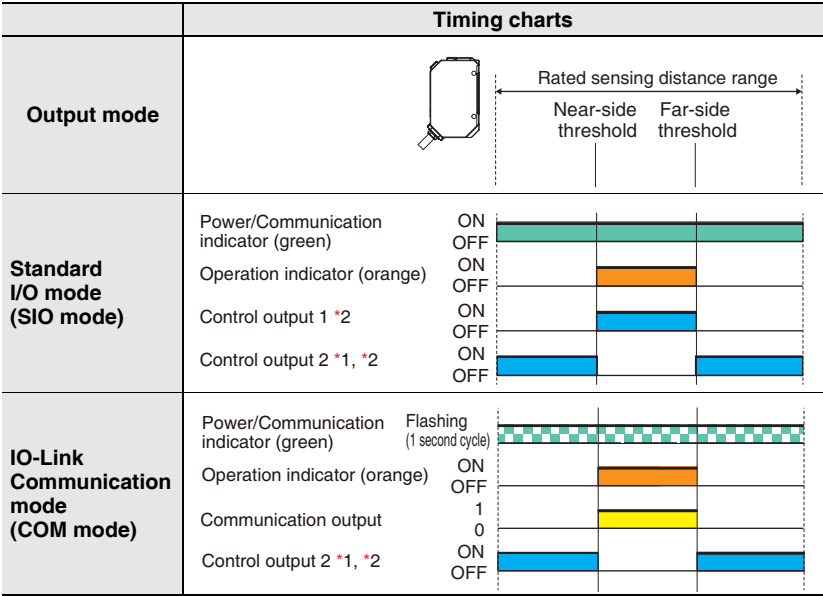 Timing charts
Output mode
Rated sensing distance range
Near-side
threshold
Far-side
threshold
Standard
I/O mode
(SIO mode)
Power/Communication
indicator (green)
ON
OFF
Operation indicator (orange)
ON
OFF
Control output 1 *2
ON
OFF
Control output 2 *1, *2
ON
OFF
IO-Link
Communication
mode
(COM mode)
Power/Communication
indicator (green)
Flashing
(1 second cycle)
Operation indicator (orange)
ON
OFF
Communication output
1
0
Control output 2 *1, *2
ON
OFF